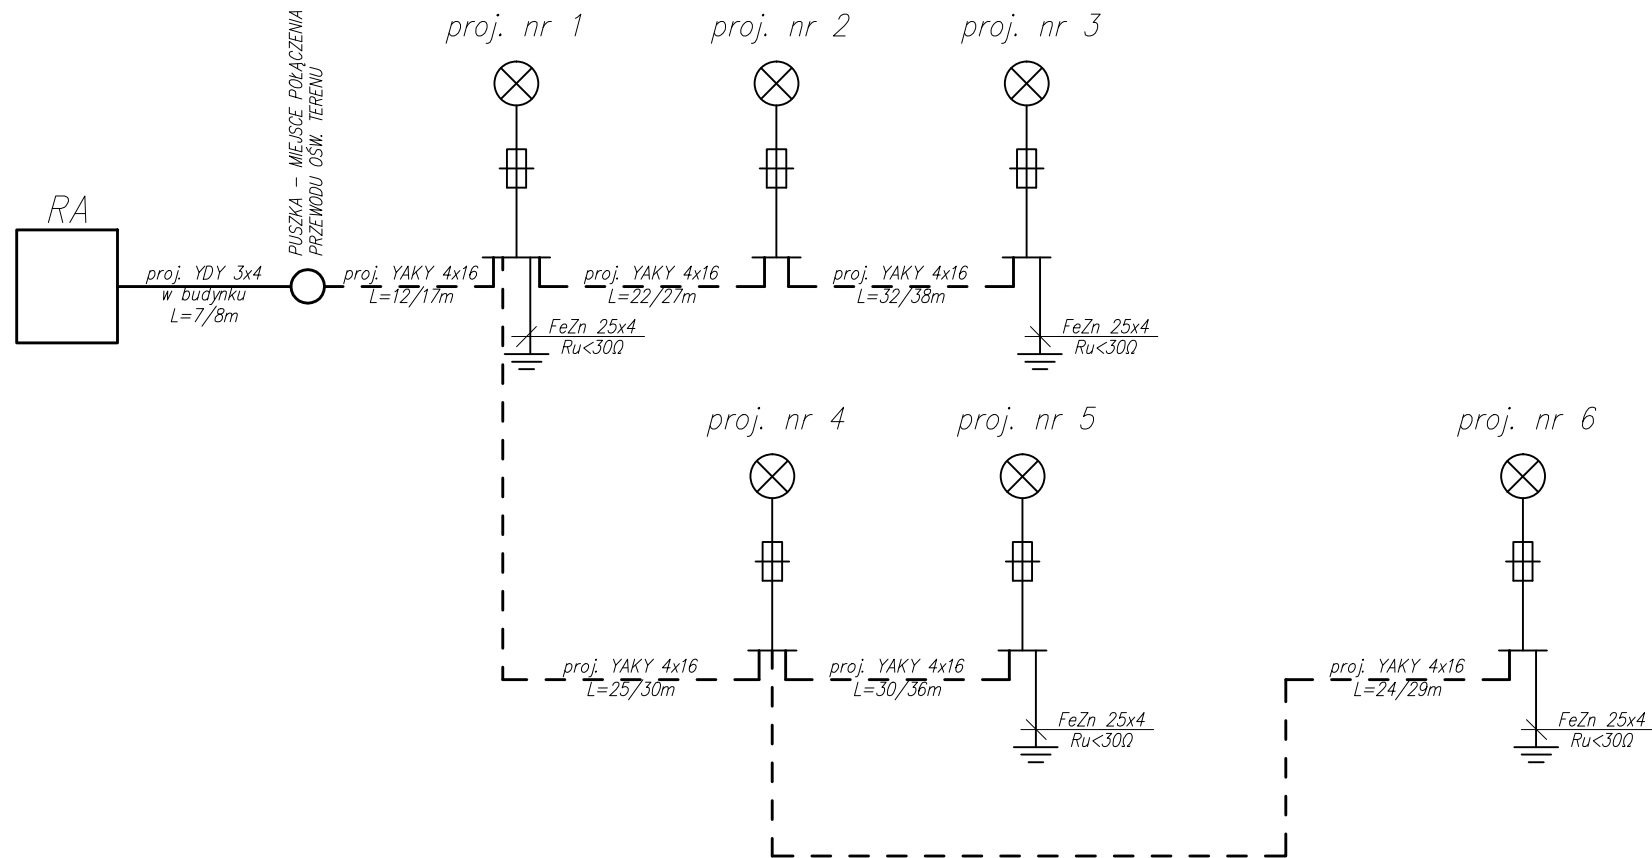 proj. nr 1
proj. nr 2
proj. nr 3
PUSZKA - MIEJSCE POŁĄCZENIA
PRZEWODU OŚW. TERENU
RA
proj. YDY 3x4
w budynku
L=7/8m
proj. YAKY 4x16
L=12/17m
proj. YAKY 4x16
L=22/27m
proj. YAKY 4x16
L=32/38m
FeZn 25x4
Ru<30Ω
FeZn 25x4
Ru<30Ω
proj. nr 4
proj. nr 5
proj. nr 6
proj. YAKY 4x16
L=25/30m
proj. YAKY 4x16
L=30/36m
proj. YAKY 4x16
L=24/29m
FeZn 25x4
Ru<30Ω
FeZn 25x4
Ru<30Ω